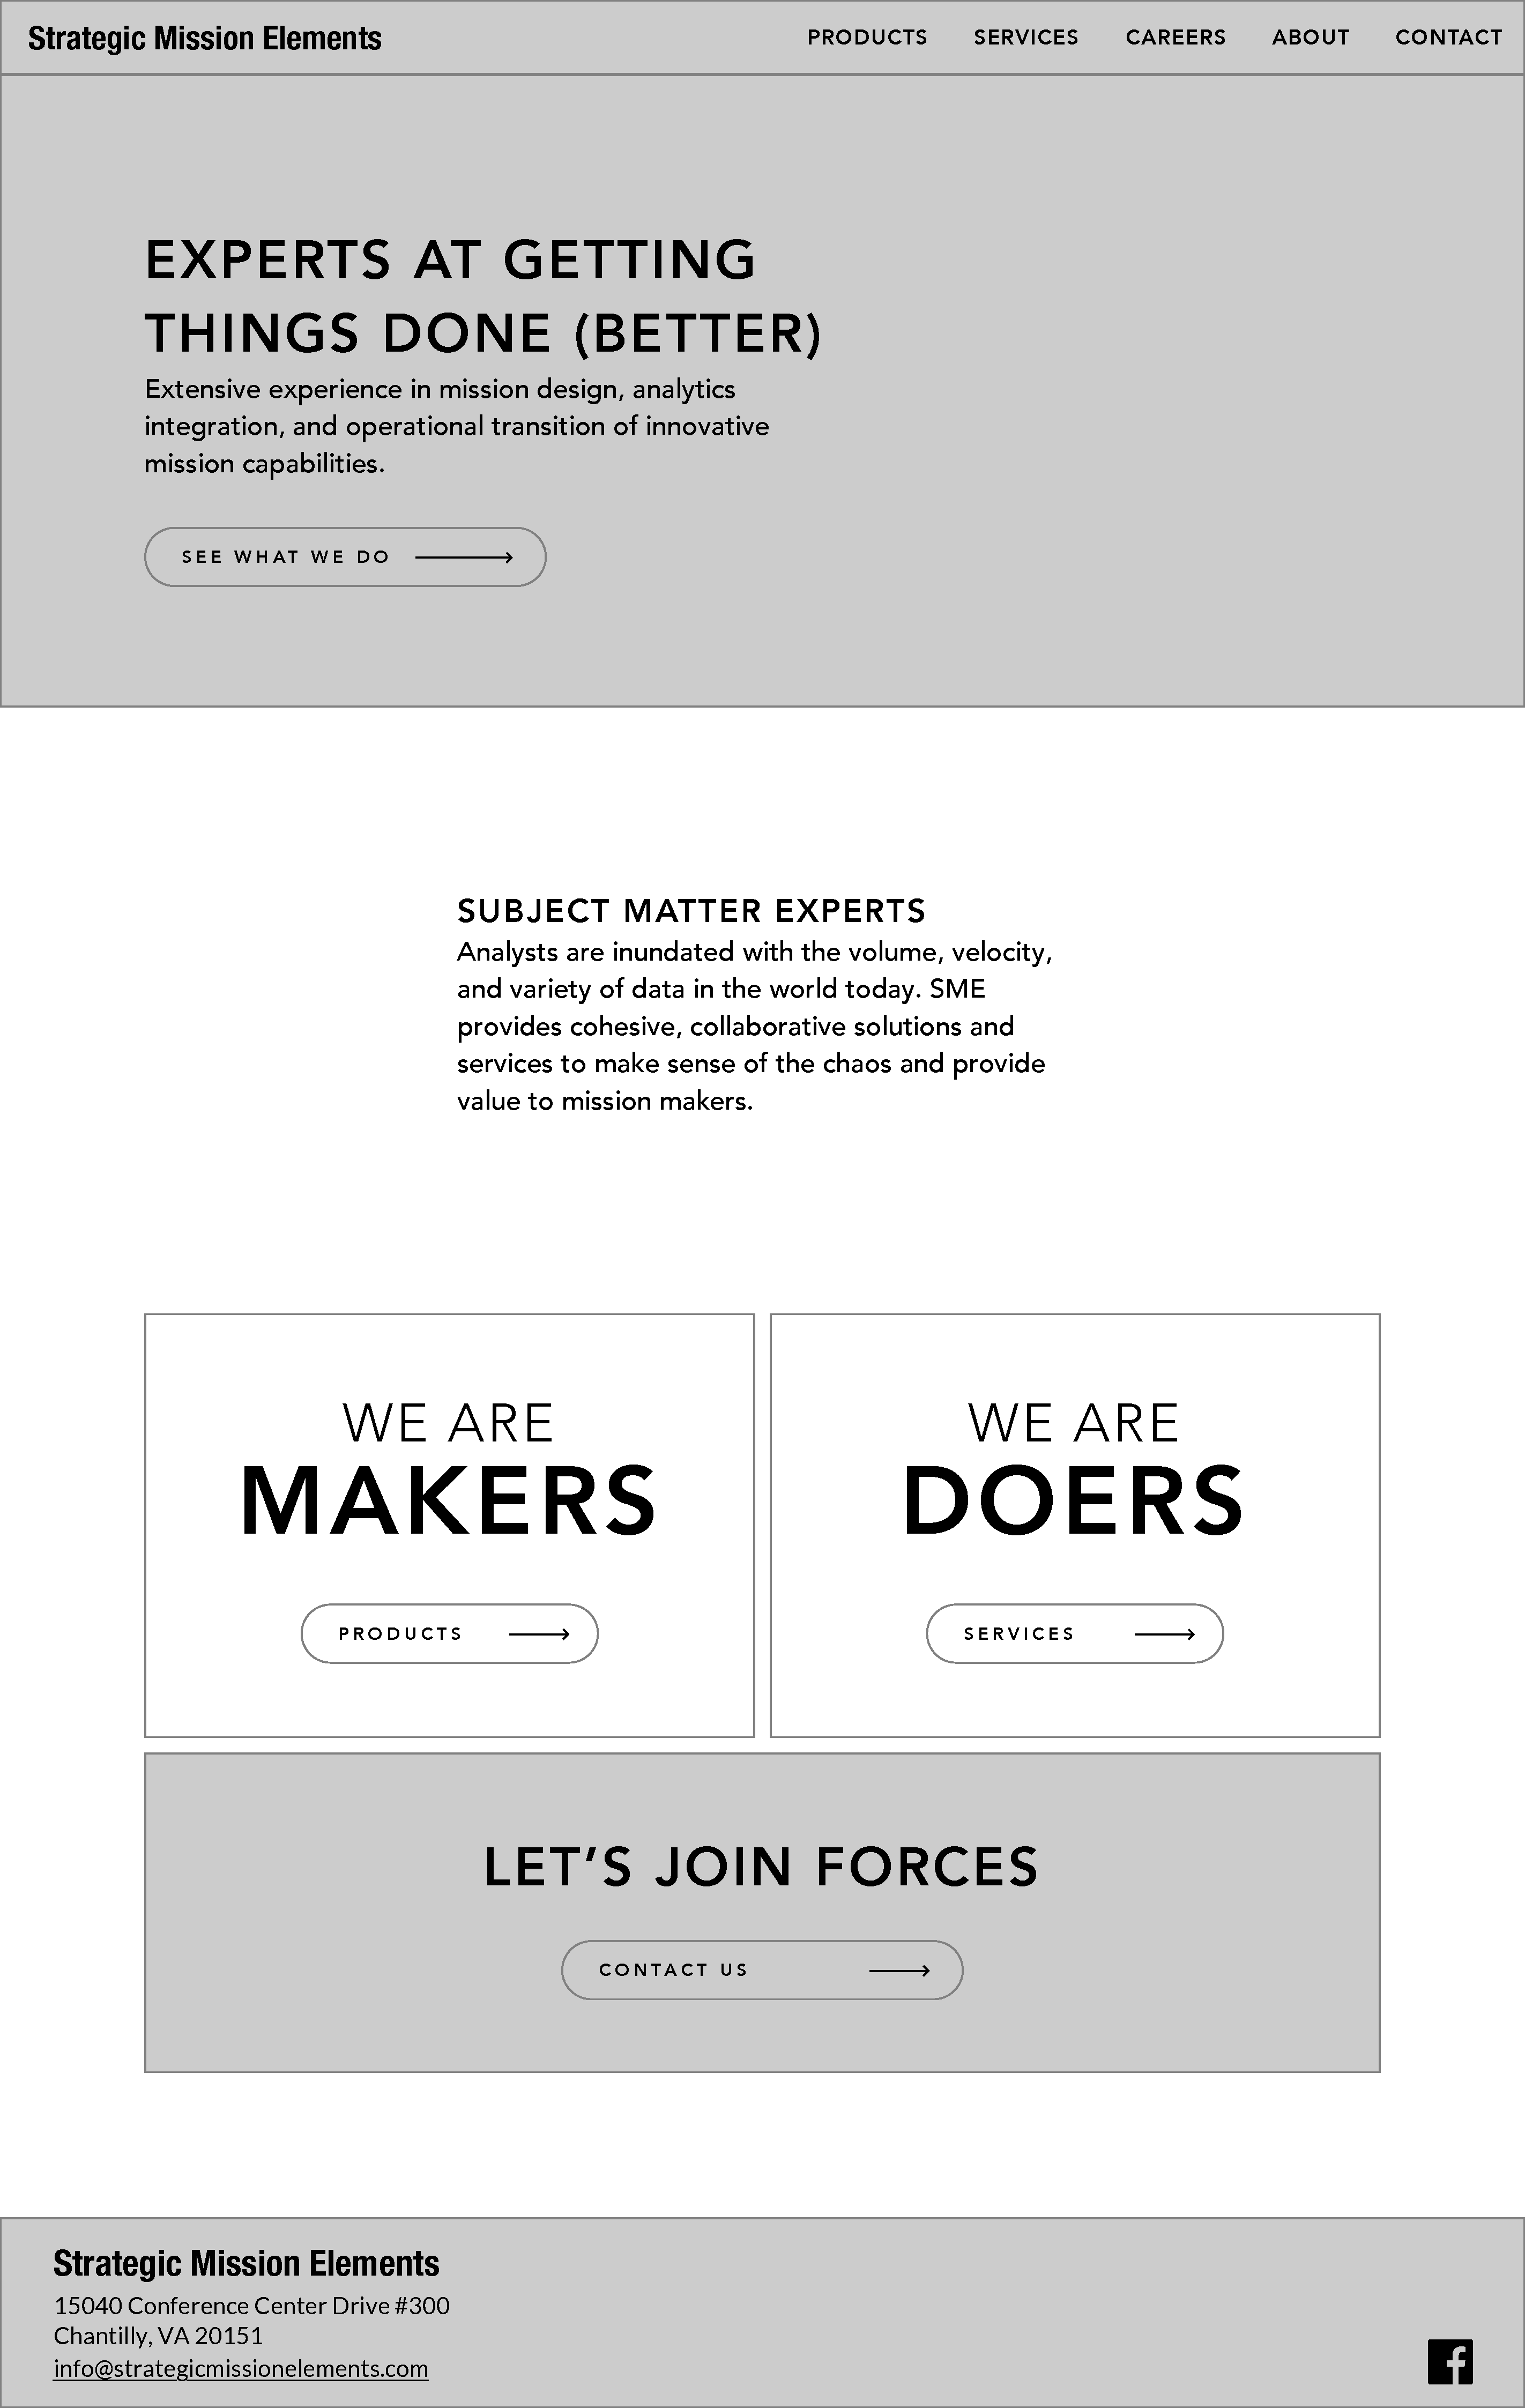 Strategic Mission Elements
PRODUCTS SERVICES CAREERS ABOUT CONTACT
EXPERTS AT GETTING
THINGS DONE (BETTER)
Extensive experience in mission design, analytics
integration, and operational transition of innovative
mission capabilities.
SEE WHAT WE DO
SUBJECT MATTER EXPERTS
Analysts are inundated with the volume, velocity,
and variety of data in the world today. SME
provides cohesive, collaborative solutions and
services to make sense of the chaos and provide
value to mission makers.
WE ARE
MAKERS
PRODUCTS
WE ARE
DOERS
SERVICES
LET’S JOIN FORCES
CONTACT US
Strategic Mission Elements
15040 Conference Center Drive #300
Chantilly, VA 20151
info@strategicmissionelements.com